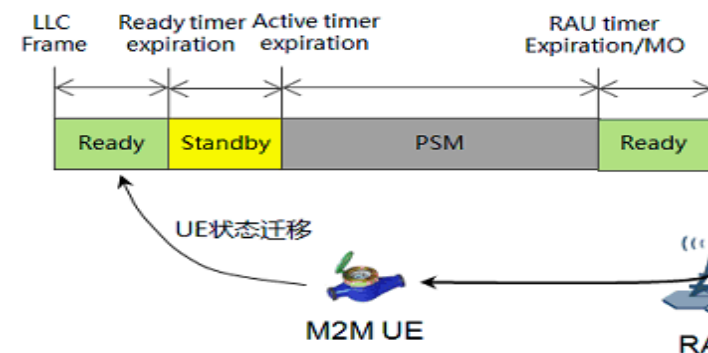 LLC
Frame
Ready timer
expiration
Active timer
expiration
RAU timer
Expiration/MO
Ready
Standby
PSM
Ready
UE状态迁移
M2M UE